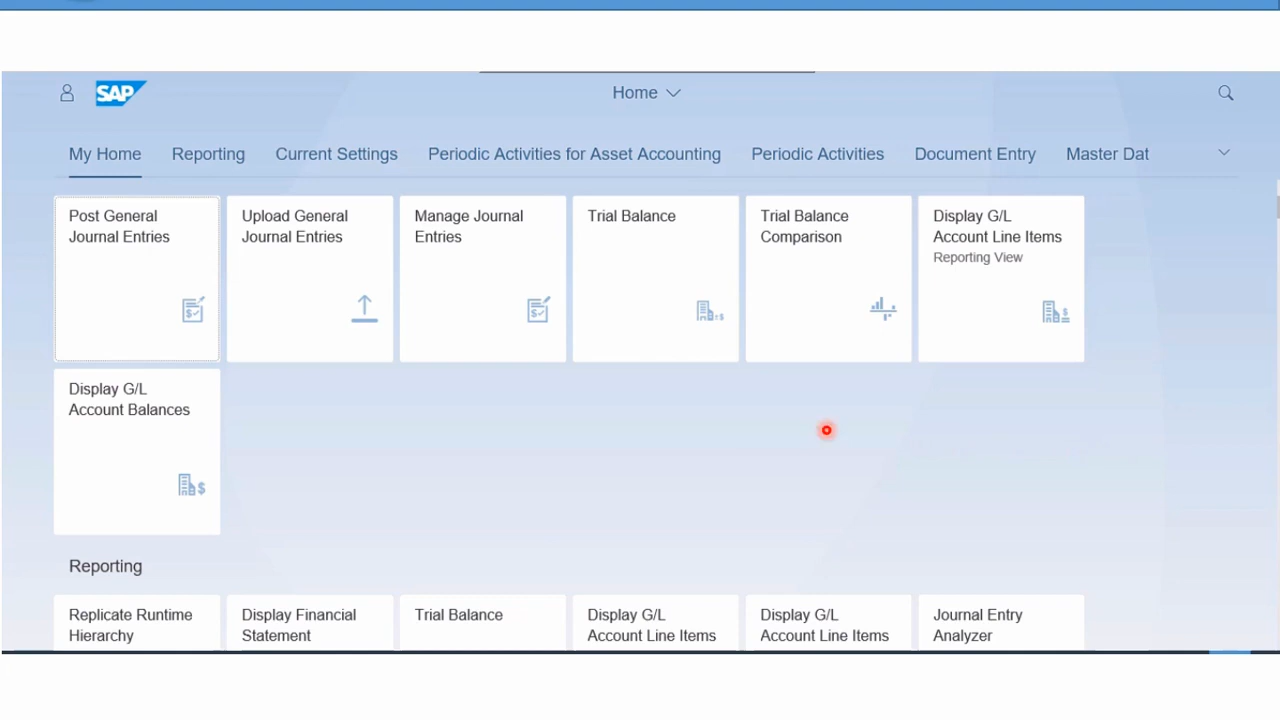 SAP
Home
My Home Reporting Current Settings Periodic Activities for Asset Accounting Periodic Activities Document Entry Master Dat
Post General
Journal Entries
Upload General
Journal Entries
Manage Journal
Entries
Trial Balance
Trial Balance
Comparison
Display G/L
Account Line Items
Reporting View
Display G/L
Account Balances
Reporting
Replicate Runtime
Hierarchy
Display Financial
Statement
Trial Balance
Display G/L
Account Line Items
Display G/L
Account Line Items
Journal Entry
Analyzer